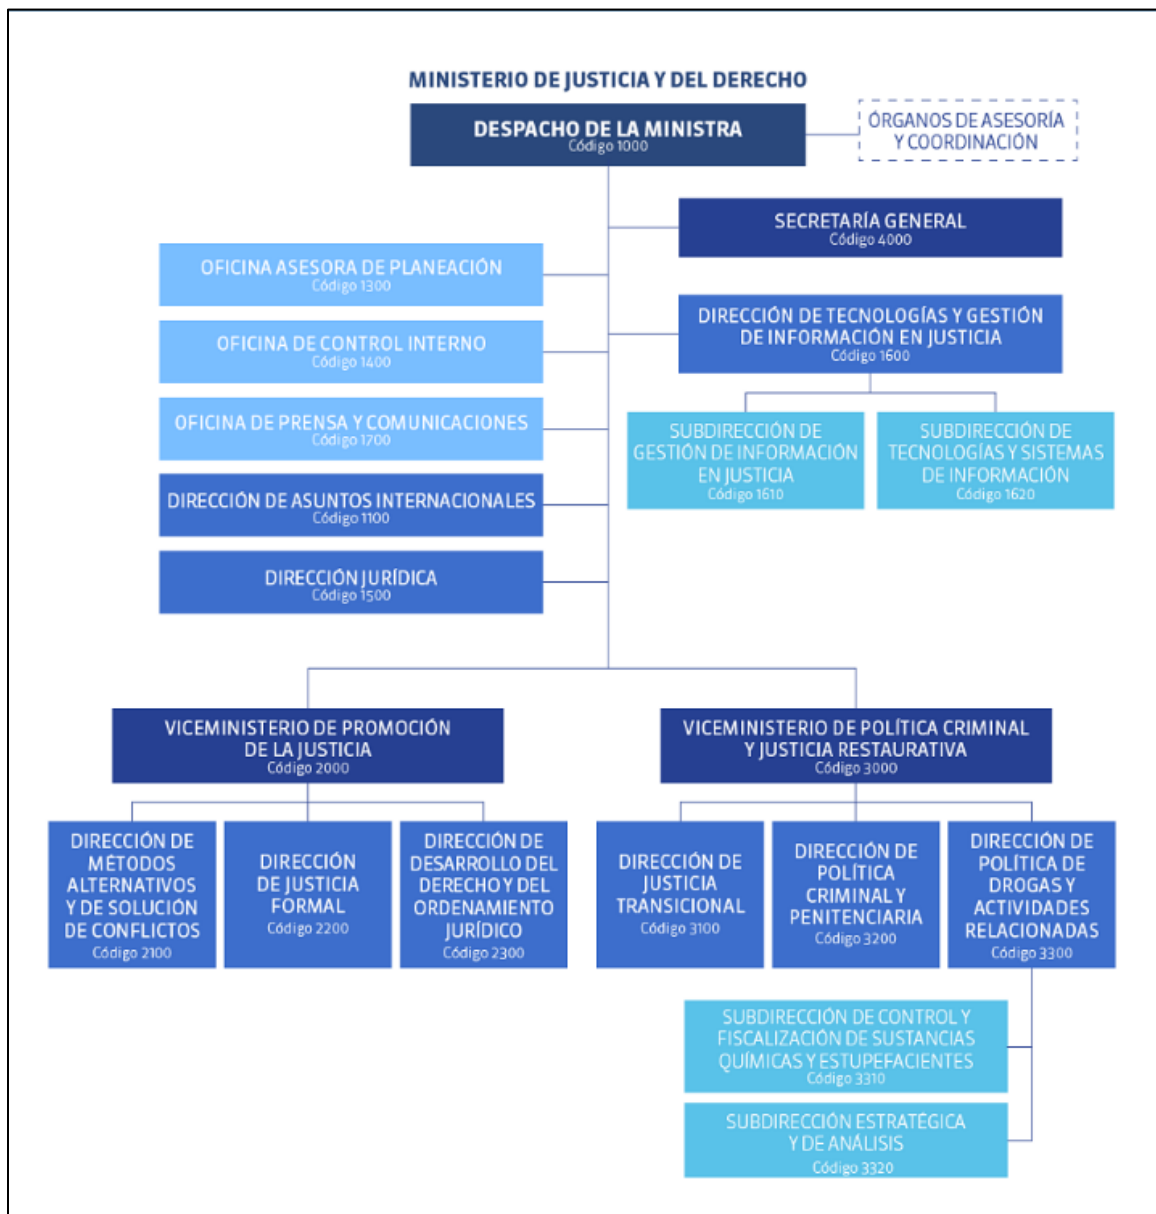 MINISTERIO DE JUSTICIA Y DEL DERECHO
DESPACHO DE LA MINISTRA
Código 1000
ÓRGANOS DE ASESORÍA
Y COORDINACIÓN
SECRETARÍA GENERAL
Código 4000
OFICINA ASESORA DE PLANEACIÓN
Código 1300
DIRECCIÓN DE TECNOLOGÍAS Y GESTIÓN
DE INFORMACIÓN EN JUSTICIA
Código 1600
OFICINA DE CONTROL INTERNO
Código 1400
OFICINA DE PRENSA Y COMUNICACIONES
Código 1700
SUBDIRECCIÓN DE
GESTIÓN DE INFORMACIÓN
EN JUSTICIA
Código 1610
SUBDIRECCIÓN DE
TECNOLOGÍAS Y SISTEMAS
DE INFORMACIÓN
Código 1620
DIRECCIÓN DE ASUNTOS INTERNACIONALES
Código 1100
DIRECCIÓN JURÍDICA
Código 1500
VICEMINISTERIO DE PROMOCIÓN
DE LA JUSTICIA
Código 2000
VICEMINISTERIO DE POLÍTICA CRIMINAL
Y JUSTICIA RESTAURATIVA
Código 3000
DIRECCIÓN DE
MÉTODOS
ALTERNATIVOS
Y DE SOLUCIÓN
DE CONFLICTOS
Código 2100
DIRECCIÓN
DE JUSTICIA
FORMAL
Código 2200
DIRECCIÓN DE
DESARROLLO DEL
DERECHO Y DEL
ORDENAMIENTO
JURÍDICO
Código 2300
DIRECCIÓN DE
JUSTICIA
TRANSICIONAL
Código 3100
DIRECCIÓN DE
POLÍTICA
CRIMINAL Y
PENITENCIARIA
Código 3200
DIRECCIÓN DE
POLÍTICA DE
DROGAS Y
ACTIVIDADES
RELACIONADAS
Código 3300
SUBDIRECCIÓN DE CONTROL Y
FISCALIZACIÓN DE SUSTANCIAS
QUÍMICAS Y ESTUPEFACIENTES
Código 3310
SUBDIRECCIÓN ESTRATÉGICA
Y DE ANÁLISIS
Código 3320